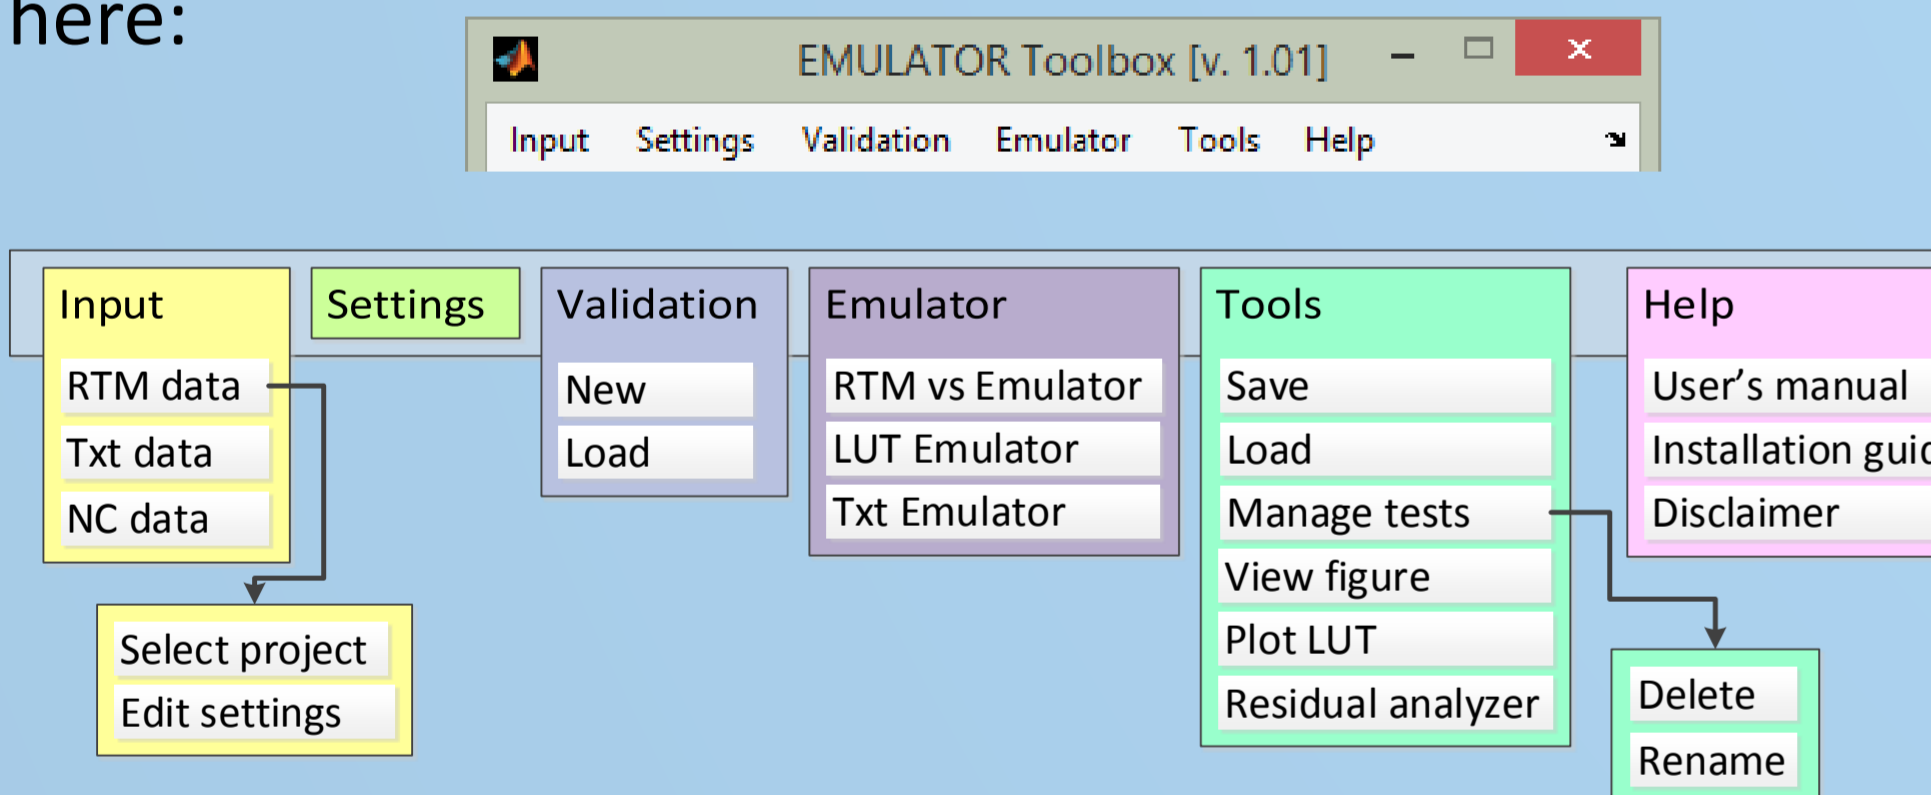 here:
EMULATOR Toolbox [v. 1.01]
Input Settings Validation Emulator Tools Help
Input
RTM data
Txt data
NC data
Select project
Edit settings
Settings
Validation
New
Load
Emulator
RTM vs Emulator
LUT Emulator
Txt Emulator
Tools
Save
Load
Manage tests
View figure
Plot LUT
Residual analyzer
Delete
Rename
Help
User’s manual
Installation
Disclaimer